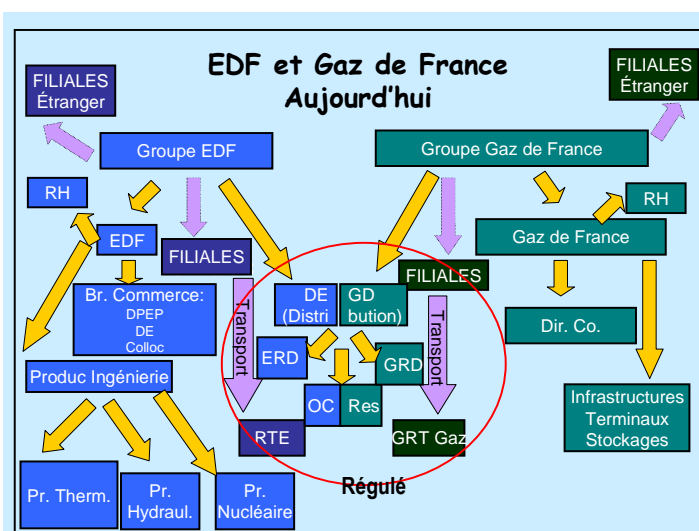 EDF et Gaz de France
Aujourd'hui
FILIALES
Étranger
FILIALES
Étranger
Groupe EDF
Groupe Gaz de France
RH
RH
EDF
Gaz de France
FILIALES
FILIALES
Br. Commerce:
DPEP
DE
Colloc
DE GD
(Distri bution)
Transport
Transport
Dir. Co.
ERD
GRD
Produc Ingénierie
OC Res
Infrastructures
Terminaux
Stockages
RTE
GRT Gaz
Régulé
Pr. Therm.
Pr.
Hydraul.
Pr.
Nucléaire